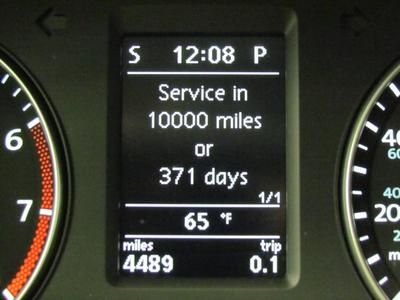 S 12:08 P
Service in
10000 miles
or
371 days
1/1
65 °F
miles trip
4489 0.1
6
7